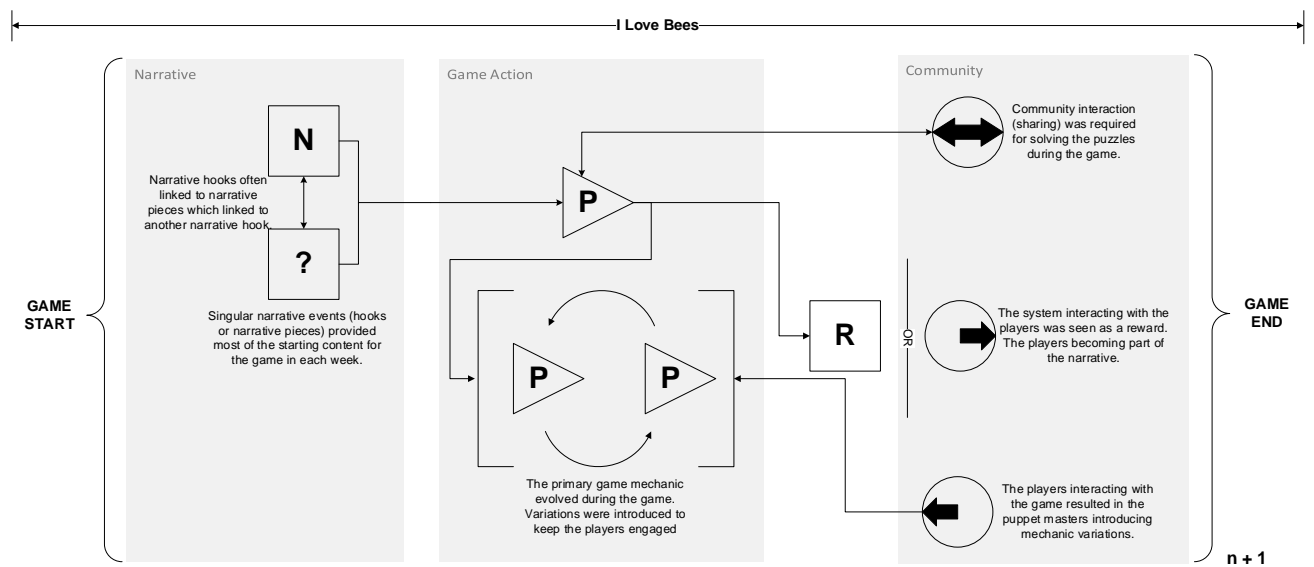 I Love Bees
Narrative
Game Action
Community
N
Narrative hooks often
linked to narrative
pieces which linked to
another narrative hook.
?
Singular narrative events (hooks
or narrative pieces) provided
most of the starting content for
the game in each week.
GAME
START
P
P
P
The primary game mechanic
evolved during the game.
Variations were introduced to
keep the players engaged
R
OR
Community interaction
(sharing) was required
for solving the puzzles
during the game.
The system interacting with the
players was seen as a reward.
The players becoming part of
the narrative.
The players interacting with
the game resulted in the
puppet masters introducing
mechanic variations.
GAME
END
n + 1